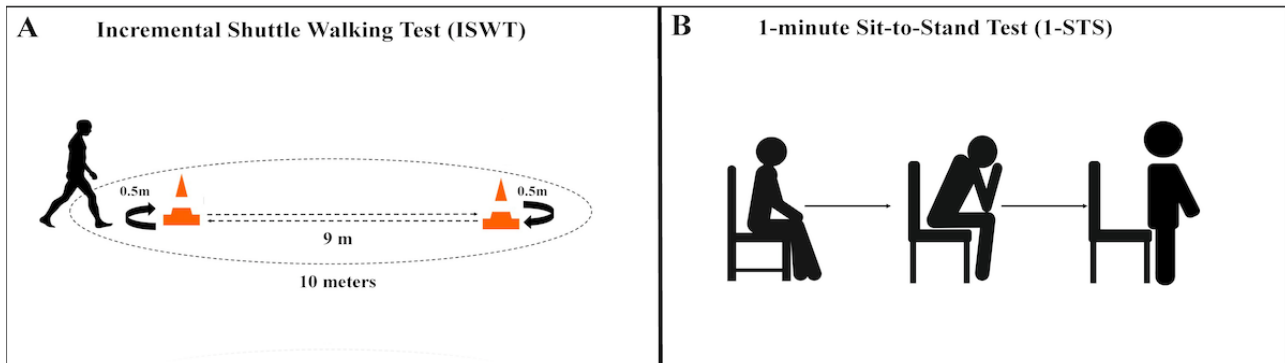 A
Incremental Shuttle Walking Test (ISWT)
0.5m
0.5m
9 m
10 meters
B
1-minute Sit-to-Stand Test (1-STS)